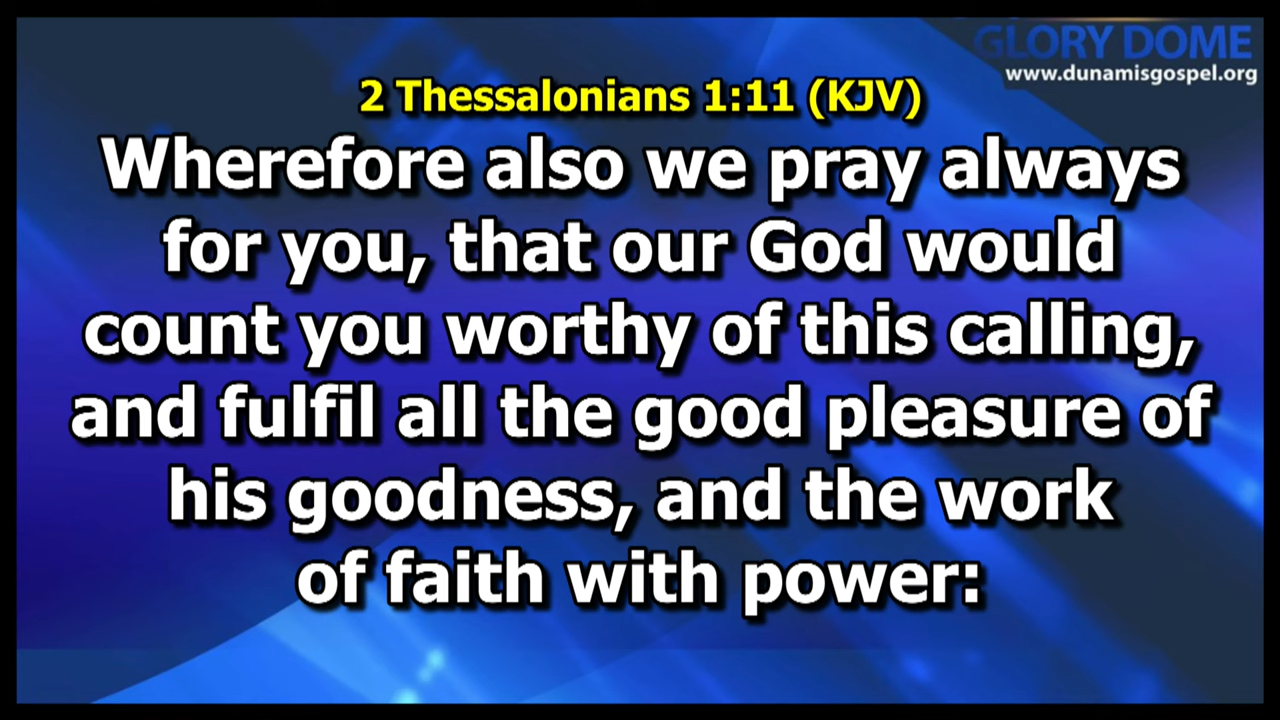 GLORY DOME
www.dunamisgospel.org
2 Thessalonians 1:11 (KJV)
Wherefore also we pray always
for you, that our God would
count you worthy of this calling,
and fulfil all the good pleasure of
his goodness, and the work
of faith with power: